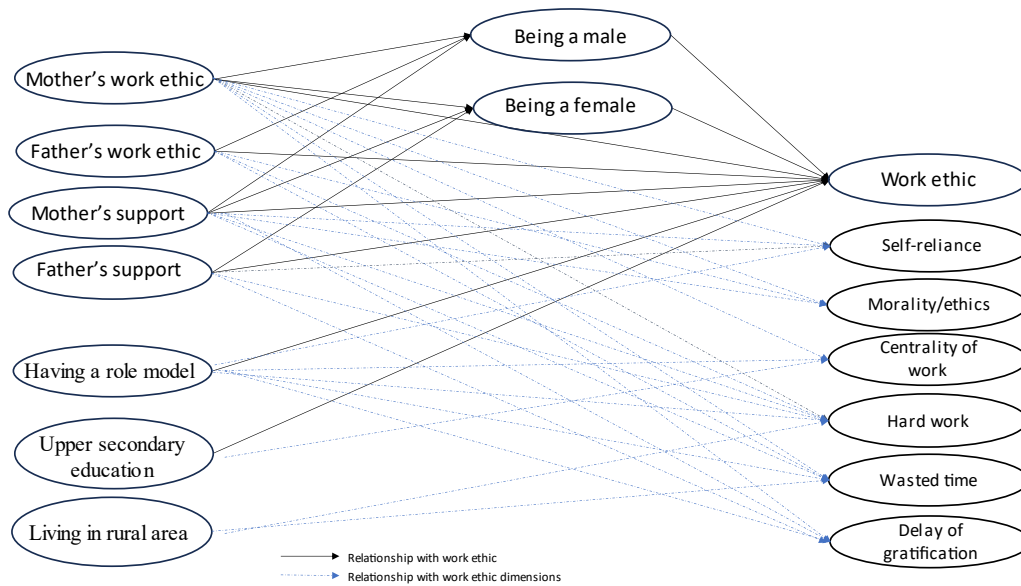 Being a male
Being a female
Mother’s work ethic
Father’s work ethic
Mother’s support
Father’s support
Having a role model
Upper secondary
education
Living in rural area
Work ethic
Self-reliance
Morality/ethics
Centrality of
work
Hard work
Wasted time
Delay of
gratification
Relationship with work ethic
Relationship with work ethic dimensions